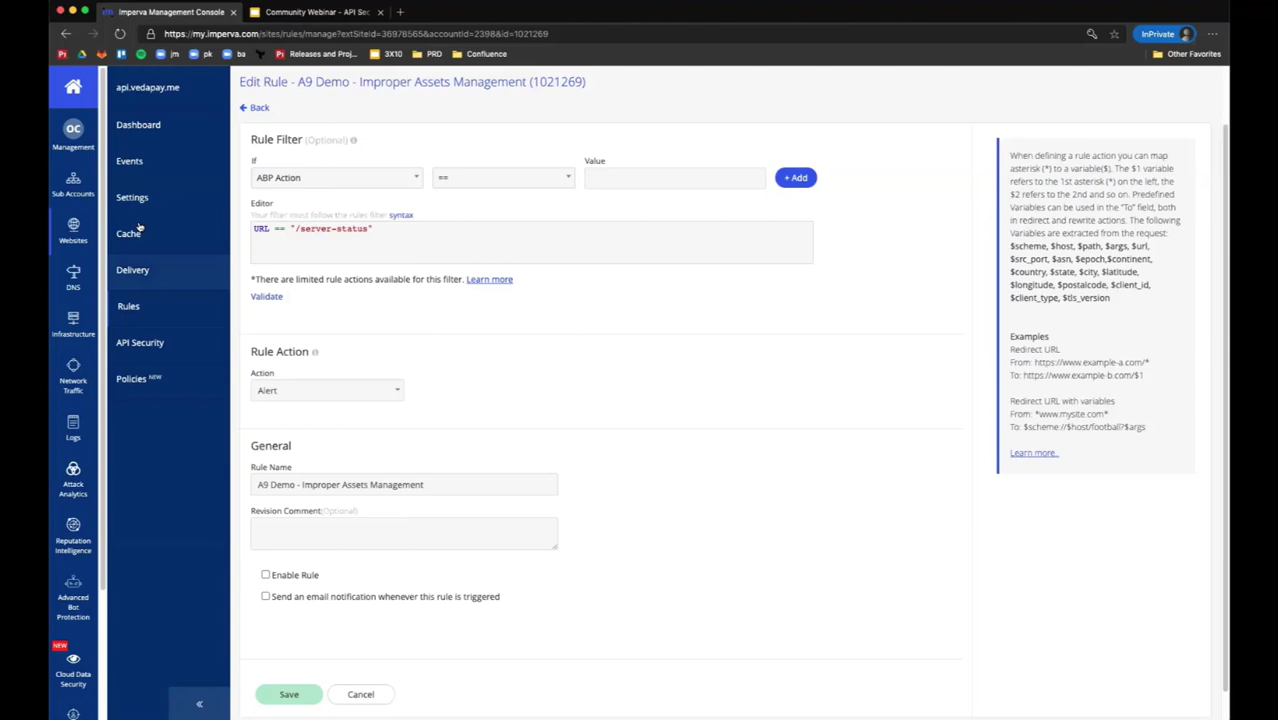 Imperva Management Console
Community Webinar - API Sec
https://my.imperva.com/sites/rules/manage?extSiteId=36978565&accountId=2398&id=1021269
InPrivate
jm
pk
ba
Releases and Proj...
3X10
PRD
Confluence
Other Favorites
OC
Management
Sub Accounts
Websites
DNS
Infrastructure
Network
Traffic
Logs
Attack
Analytics
Reputation
Intelligence
Advanced
Bot
Protection
NEW
Cloud Data
Security
api.vedapay.me
Dashboard
Events
Settings
Cache
Delivery
Rules
API Security
Policies NEW
«
Edit Rule - A9 Demo - Improper Assets Management (1021269)
Back
Rule Filter (Optional)
If
Value
ABP Action
==
+ Add
Editor
Your filter must follow the rules filter syntax
URL == "/server-status"
*There are limited rule actions available for this filter. Learn more
Validate
Rule Action
Action
Alert
General
Rule Name
A9 Demo - Improper Assets Management
Revision Comment(Optional)
Enable Rule
Send an email notification whenever this rule is triggered
Save
Cancel
When defining a rule action you can map
asterisk (*) to a variable($). The $1 variable
refers to the 1st asterisk (*) on the left, the
$2 refers to the 2nd and so on. Predefined
Variables can be used in the "To" field, both
in redirect and rewrite actions. The following
Variables are extracted from the request:
$scheme, $host, $path, $args, $url,
$src_port, $asn, $epoch,$continent,
$country, $state, $city, $latitude,
$longitude, $postalcode, $client_id,
$client_type, $tls_version
Examples
Redirect URL
From: https://www.example-a.com/*
To: https://www.example-b.com/$1
Redirect URL with variables
From: *www.mysite.com*
To: $scheme://$host/football?$args
Learn more..